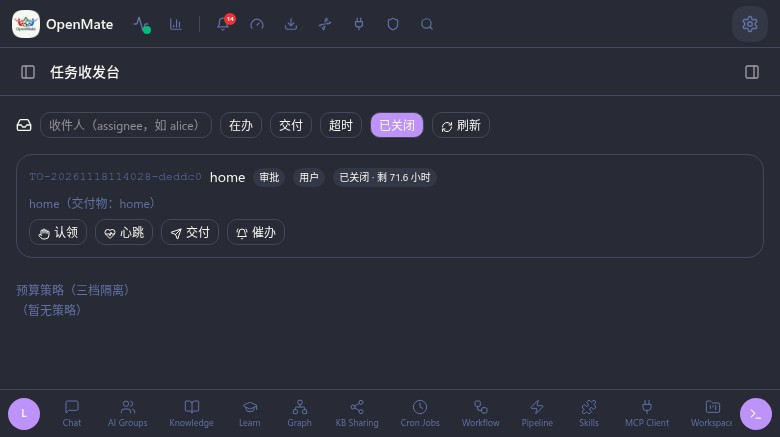 OpenMate
14
任务收发台
收件人（assignee，如 alice） 在办 交付 超时 已关闭 刷新
TO-20261118114028-deddc0 home 审批 用户 已关闭 · 剩 71.6 小时
home（交付物：home）
认领 心跳 交付 催办
预算策略（三档隔离）
（暂无策略）
L
Chat AI Groups Knowledge Learn Graph KB Sharing Cron Jobs Workflow Pipeline Skills MCP Client Workspace